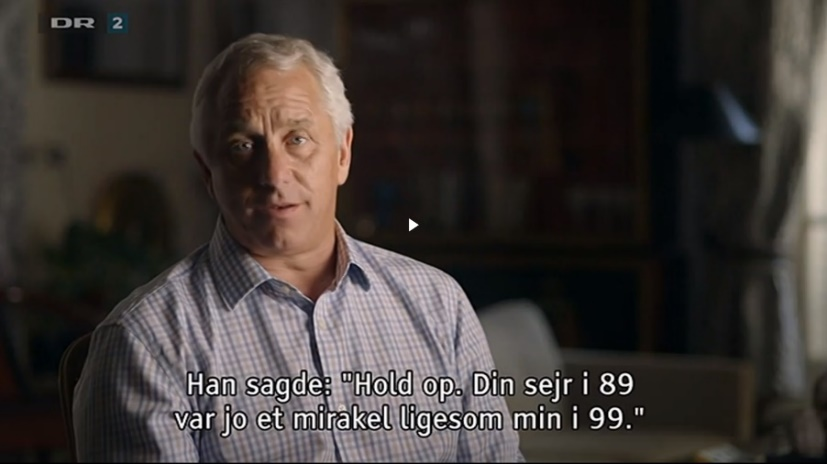 DR 2
Han sagde: "Hold op. Din sejr i 89
var jo et mirakel ligesom min i 99."